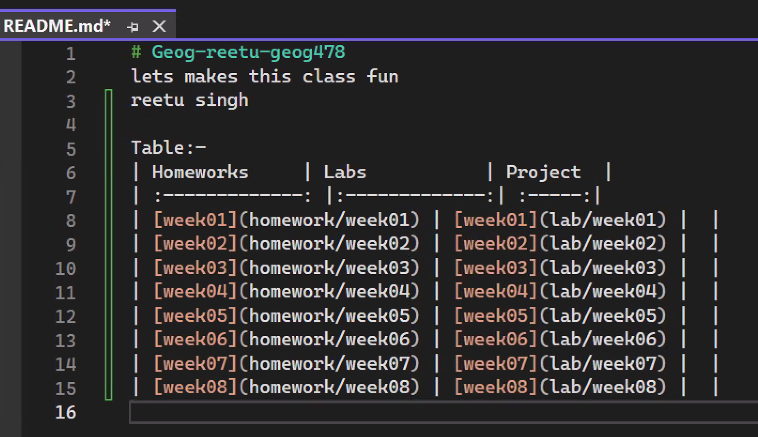 README.md*
1 # Geog-reetu-geog478
2 lets makes this class fun
3 reetu singh
4
5 Table:-
6 | Homeworks | Labs | Project |
7 | :-------------: |:-------------:| :-----:|
8 | [week01](homework/week01) | [week01](lab/week01) | |
9 | [week02](homework/week02) | [week02](lab/week02) | |
10 | [week03](homework/week03) | [week03](lab/week03) | |
11 | [week04](homework/week04) | [week04](lab/week04) | |
12 | [week05](homework/week05) | [week05](lab/week05) | |
13 | [week06](homework/week06) | [week06](lab/week06) | |
14 | [week07](homework/week07) | [week07](lab/week07) | |
15 | [week08](homework/week08) | [week08](lab/week08) | |
16